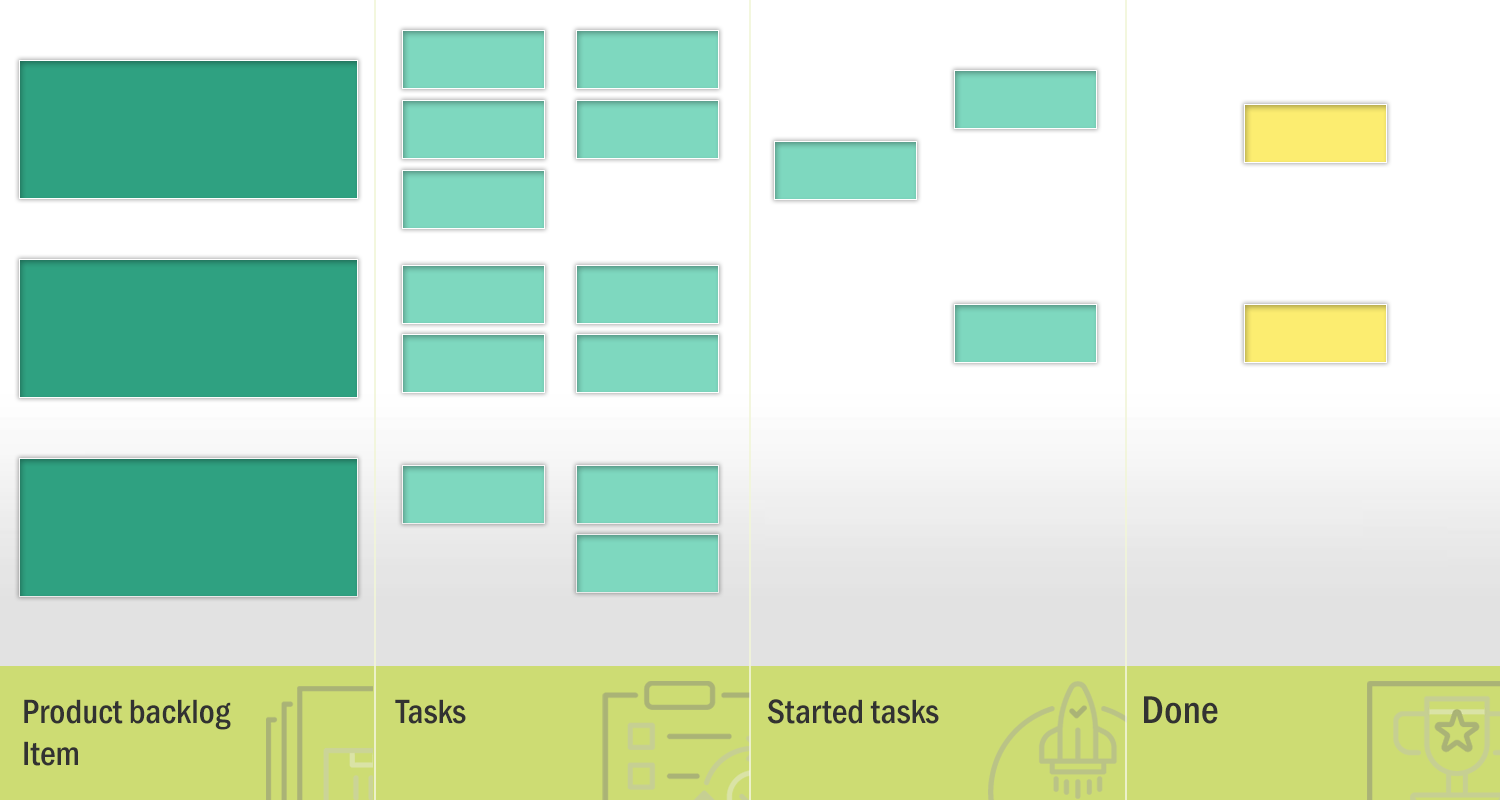 Product backlog
Item
Tasks
Started tasks
Done